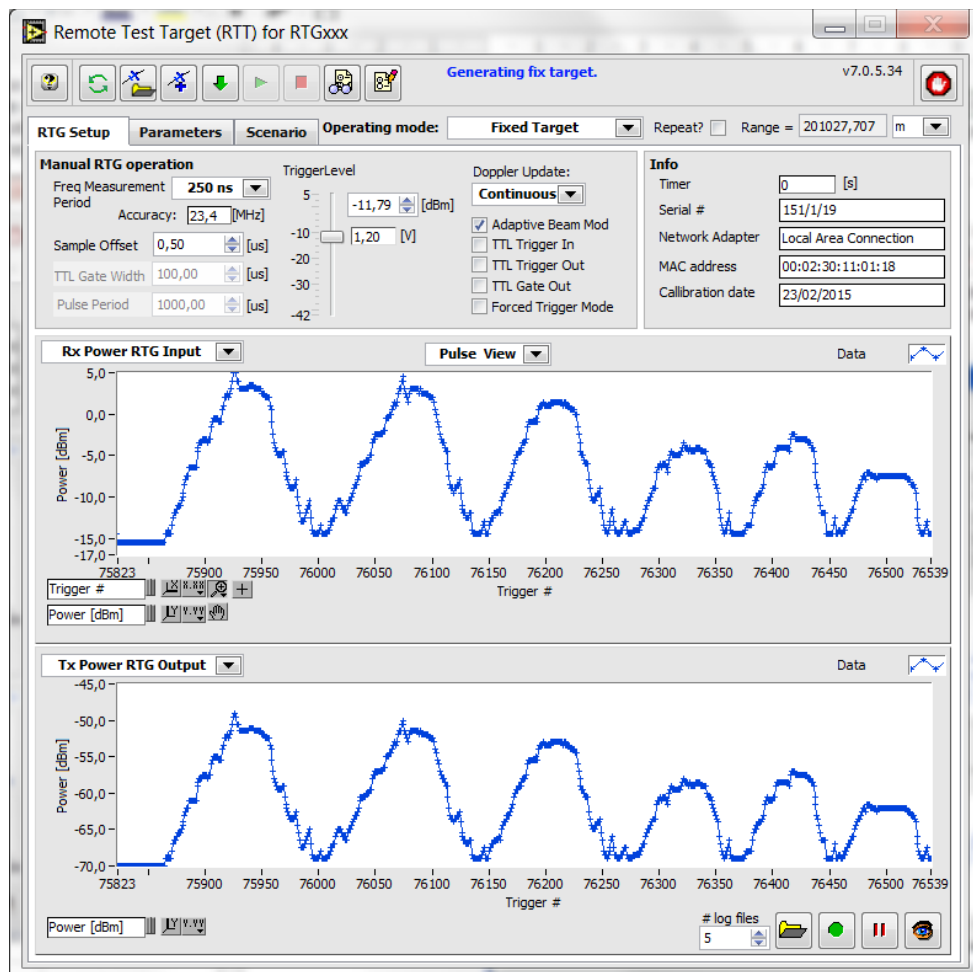 Remote Test Target (RTT) for RTGxxx
Generating fix target.
v7.0.5.34
RTG Setup Parameters Scenario Operating mode: Fixed Target Repeat? Range = 201027,707 m
Manual RTG operation
Freq Measurement Period 250 ns
Accuracy: 23,4 [MHz]
Sample Offset 0,50 [us]
TTL Gate Width 100,00 [us]
Pulse Period 1000,00 [us]
TriggerLevel
5
-10
-20
-30
-42
-11,79 [dBm]
1,20 [V]
Doppler Update:
Continuous
Adaptive Beam Mod
TTL Trigger In
TTL Trigger Out
TTL Gate Out
Forced Trigger Mode
Info
Timer 0 [s]
Serial # 151/1/19
Network Adapter Local Area Connection
MAC address 00:02:30:11:01:18
Callibration date 23/02/2015
Rx Power RTG Input Pulse View Data
Power [dBm]
5,0
0,0
-5,0
-10,0
-15,0
-17,0
75823 75900 75950 76000 76050 76100 76150 76200 76250 76300 76350 76400 76450 76500 76539
Trigger #
Trigger # X X.XX
Power [dBm] Y Y.YY
Tx Power RTG Output Data
Power [dBm]
-45,0
-50,0
-55,0
-60,0
-65,0
-70,0
75823 75900 75950 76000 76050 76100 76150 76200 76250 76300 76350 76400 76450 76500 76539
Trigger #
Power [dBm] Y Y.YY
# log files
5